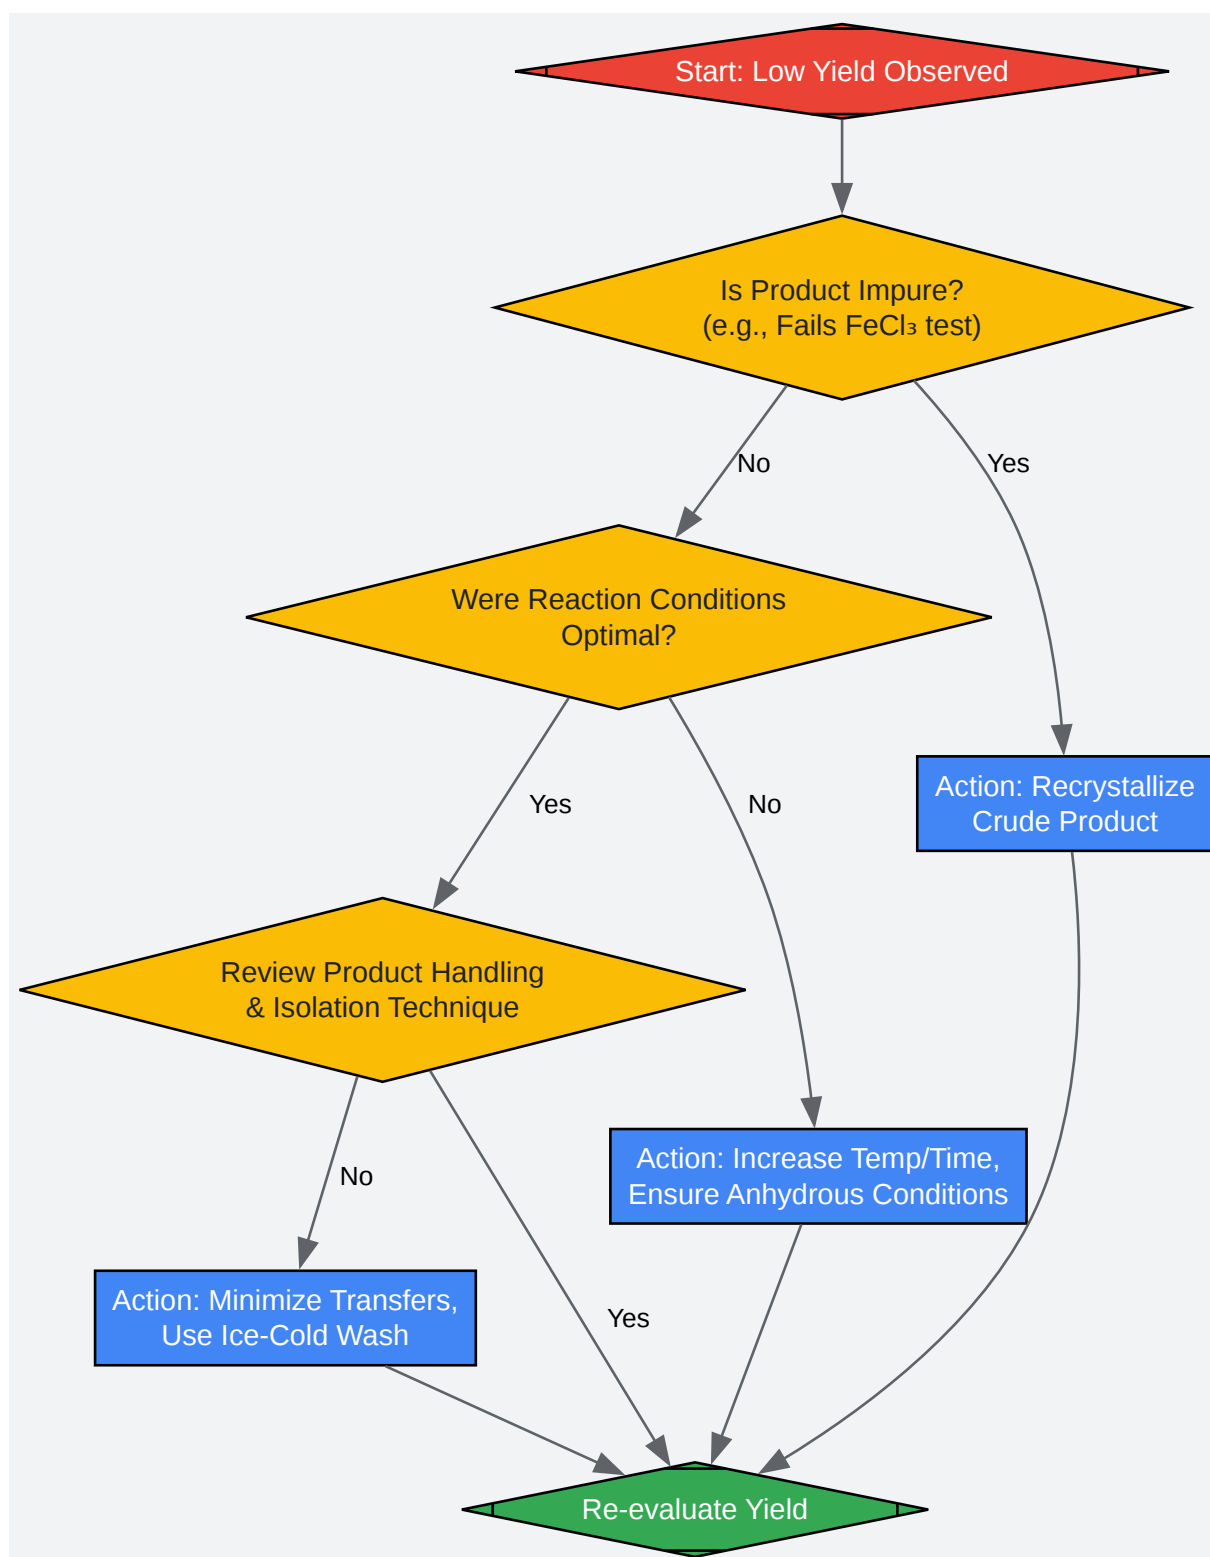 Start: Low Yield Observed
Is Product Impure?
(e.g., Fails FeCl₃ test)
No
Yes
Were Reaction Conditions
Optimal?
Yes
No
Action: Recrystallize
Crude Product
Review Product Handling
& Isolation Technique
Action: Increase Temp/Time,
Ensure Anhydrous Conditions
No
Action: Minimize Transfers,
Use Ice-Cold Wash
Yes
Re-evaluate Yield